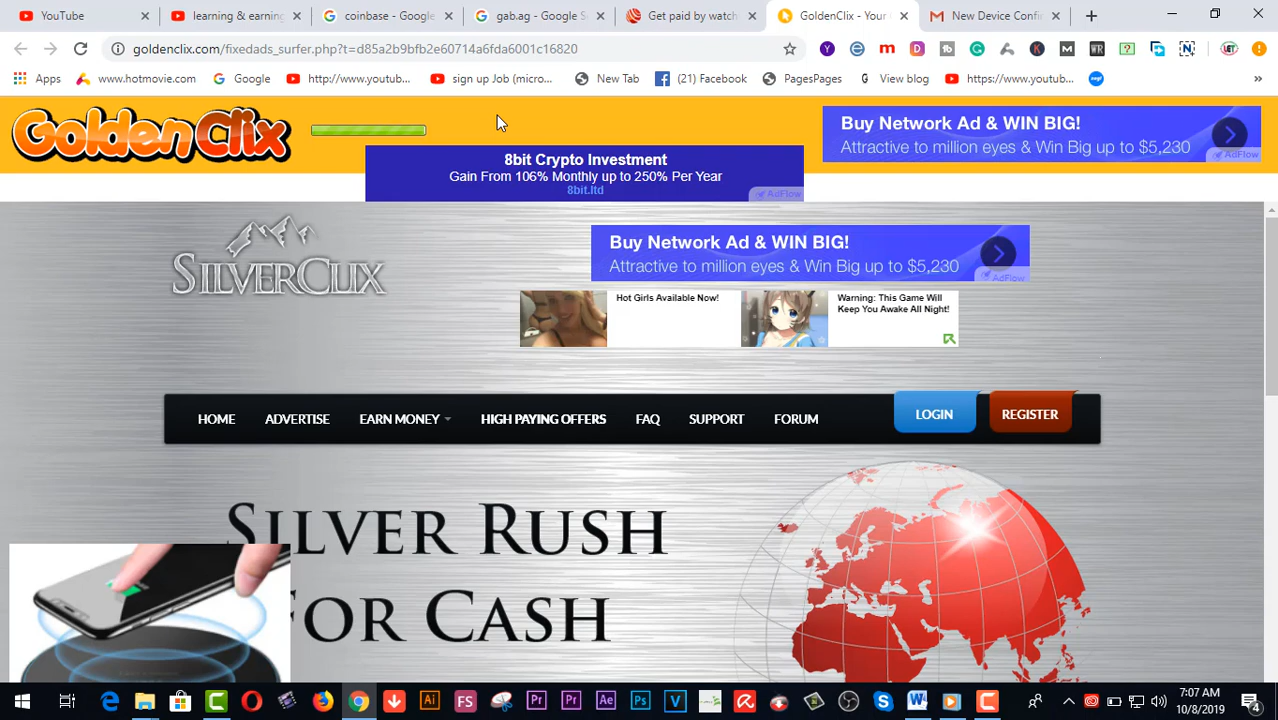 YouTube
learning & earning
coinbase - Google
gab.ag - Google S
Get paid by watch
GoldenClix - Your
New Device Confi
goldenclix.com/fixedads_surfer.php?t=d85a2b9bfb2e60714a6fda6001c16820
Apps
www.hotmovie.com
Google
http://www.youtub...
sign up Job (micro...
New Tab
(21) Facebook
PagesPages
View blog
https://www.youtub...
GoldenClix
Buy Network Ad & WIN BIG!
Attractive to million eyes & Win Big up to $5,230
AdFlow
8bit Crypto Investment
Gain From 106% Monthly up to 250% Per Year
8bit.ltd
AdFlow
SILVERCLIX
Buy Network Ad & WIN BIG!
Attractive to million eyes & Win Big up to $5,230
AdFlow
Hot Girls Available Now!
Warning: This Game Will
Keep You Awake All Night!
HOME
ADVERTISE
EARN MONEY
HIGH PAYING OFFERS
FAQ
SUPPORT
FORUM
LOGIN
REGISTER
SILVER RUSH
FOR CASH
7:07 AM
10/8/2019